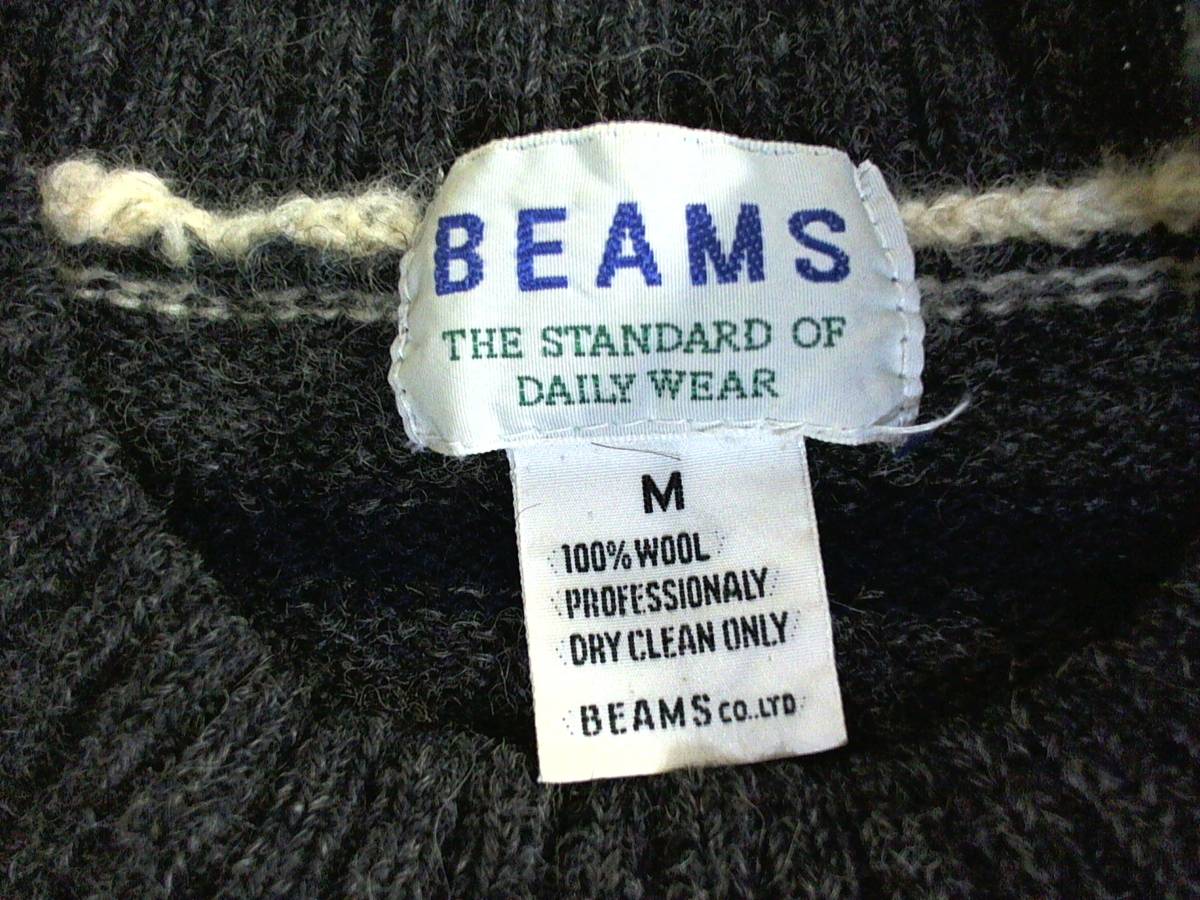 BEAMS
THE STANDARD OF
DAILY WEAR
M
100% WOOL
PROFESSIONALY
DRY CLEAN ONLY
BEAMS CO.,LTD